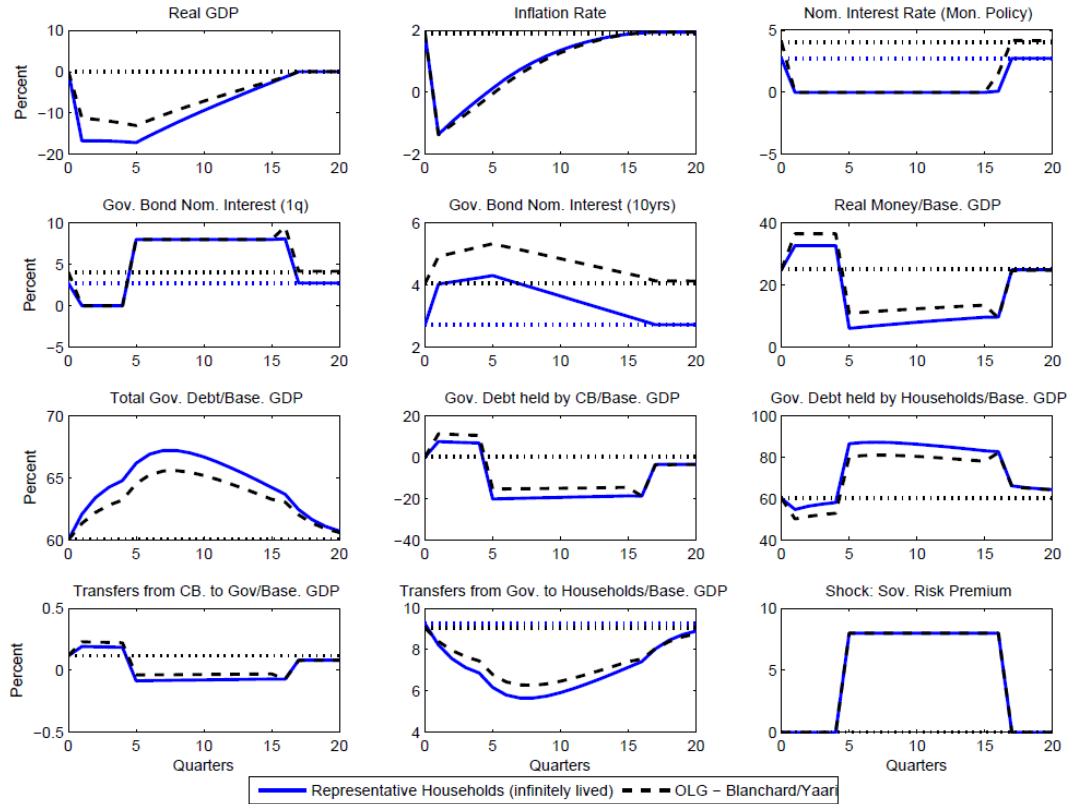 Real GDP
Inflation Rate
Nom. Interest Rate (Mon. Policy)
Percent
10
0
−10
−20
0 5 10 15 20
2
0
−2
0 5 10 15 20
5
0
−5
0 5 10 15 20
Gov. Bond Nom. Interest (1q)
Gov. Bond Nom. Interest (10yrs)
Real Money/Base. GDP
Percent
10
5
0
−5
0 5 10 15 20
8
6
4
2
0 5 10 15 20
40
20
0
0 5 10 15 20
Total Gov. Debt/Base. GDP
Gov. Debt held by CB/Base. GDP
Gov. Debt held by Households/Base. GDP
Percent
70
65
60
0 5 10 15 20
20
0
−20
−40
0 5 10 15 20
100
80
60
40
0 5 10 15 20
Transfers from CB. to Gov/Base. GDP
Transfers from Gov. to Households/Base. GDP
Shock: Sov. Risk Premium
Percent
0.5
0
−0.5
0 5 10 15 20
Quarters
10
8
6
4
0 5 10 15 20
Quarters
10
5
0
0 5 10 15 20
Quarters
Representative Households (infinitely lived)
OLG − Blanchard/Yaari